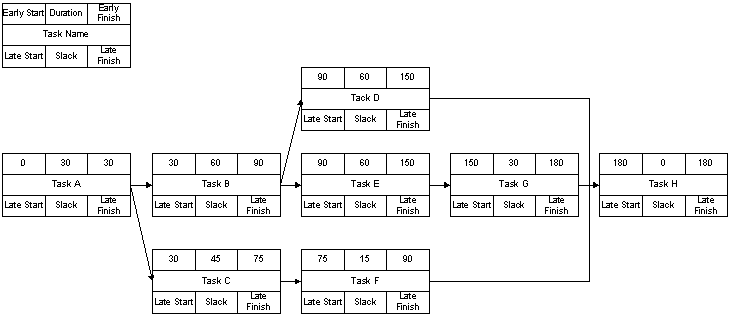 Early Start Duration Early Finish
Task Name
Late Start Slack Late Finish
90 60 150
Tack D
Late Start Slack Late Finish
0 30 30
Task A
Late Start Slack Late Finish
30 60 90
Task B
Late Start Slack Late Finish
90 60 150
Task E
Late Start Slack Late Finish
150 30 180
Task G
Late Start Slack Late Finish
180 0 180
Task H
Late Start Slack Late Finish
30 45 75
Task C
Late Start Slack Late Finish
75 15 90
Task F
Late Start Slack Late Finish